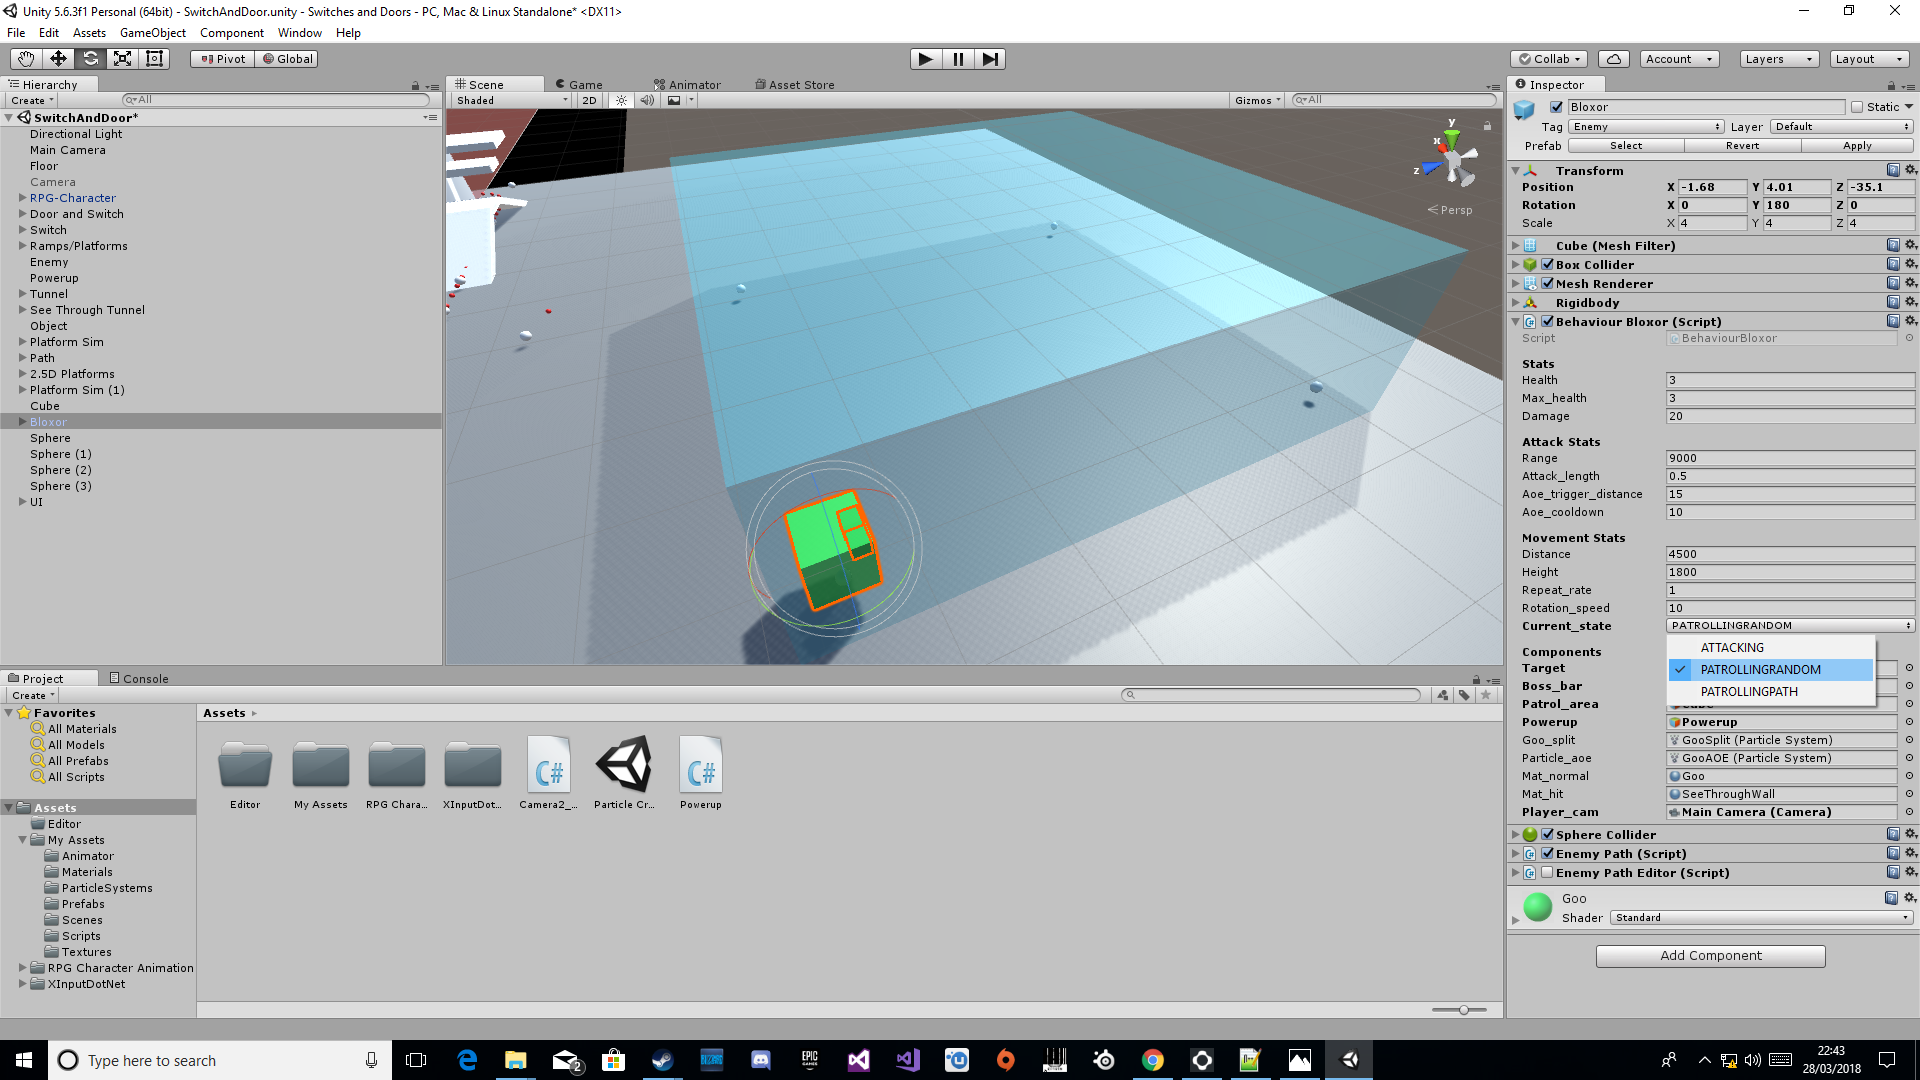 Unity 5.6.3f1 Personal (64bit) - SwitchAndDoor.unity - Switches and Doors - PC, Mac & Linux Standalone* <DX11>
File Edit Assets GameObject Component Window Help
Pivot Global
Collab Account Layers Layout
Hierarchy
Create All
SwitchAndDoor*
Directional Light
Main Camera
Floor
Camera
RPG-Character
Door and Switch
Switch
Ramps/Platforms
Enemy
Powerup
Tunnel
See Through Tunnel
Object
Platform Sim
Path
2.5D Platforms
Platform Sim (1)
Cube
Bloxor
Sphere
Sphere (1)
Sphere (2)
Sphere (3)
UI
Scene Game Animator Asset Store
Shaded 2D Gizmos All
y
x
z
Persp
Inspector
Bloxor Static
Tag Enemy Layer Default
Prefab Select Revert Apply
Transform
Position X -1.68 Y 4.01 Z -35.1
Rotation X 0 Y 180 Z 0
Scale X 4 Y 4 Z 4
Cube (Mesh Filter)
Box Collider
Mesh Renderer
Rigidbody
Behaviour Bloxor (Script)
Script BehaviourBloxor
Stats
Health 3
Max_health 3
Damage 20
Attack Stats
Range 9000
Attack_length 0.5
Aoe_trigger_distance 15
Aoe_cooldown 10
Movement Stats
Distance 4500
Height 1800
Repeat_rate 1
Rotation_speed 10
Current_state PATROLLINGRANDOM
ATTACKING
PATROLLINGRANDOM
PATROLLINGPATH
Components
Target
Boss_bar
Patrol_area
Powerup Powerup
Goo_split GooSplit (Particle System)
Particle_aoe GooAOE (Particle System)
Mat_normal Goo
Mat_hit SeeThroughWall
Player_cam Main Camera (Camera)
Sphere Collider
Enemy Path (Script)
Enemy Path Editor (Script)
Goo
Shader Standard
Add Component
Project Console
Create
Favorites
All Materials
All Models
All Prefabs
All Scripts
Assets
Editor
My Assets
Animator
Materials
ParticleSystems
Prefabs
Scenes
Scripts
Textures
RPG Character Animation
XInputDotNet
Assets
Editor My Assets RPG Chara... XInputDot... Camera2_... Particle Cr... Powerup
C# C#
Type here to search
2
EPIC GAMES
22:43
28/03/2018